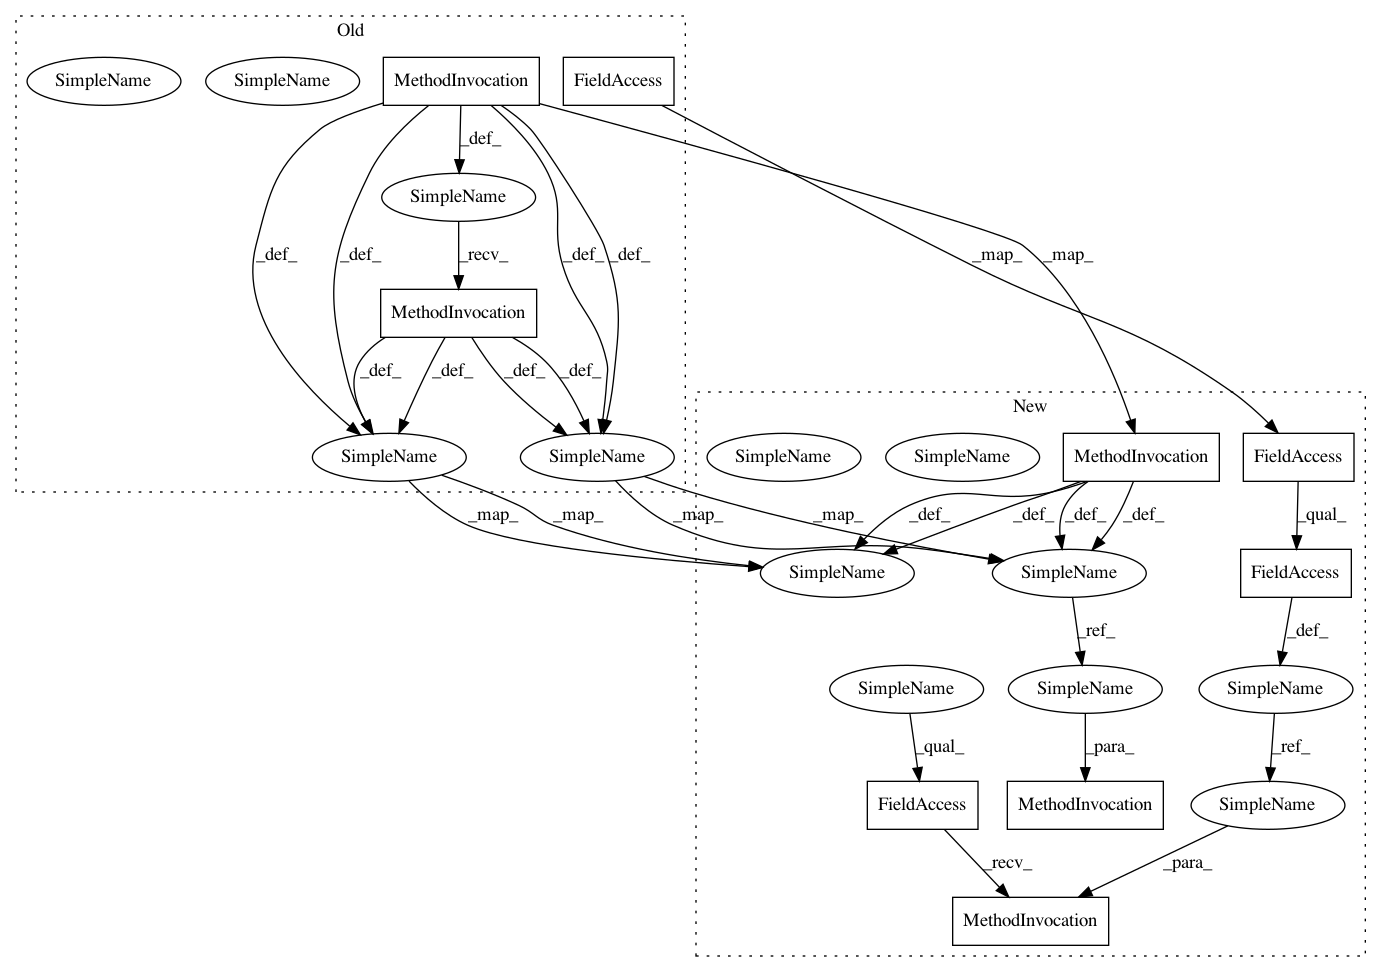 Old
SimpleName
SimpleName
MethodInvocation
FieldAccess
_def_
SimpleName
_def_
_def_
_recv_
_def_
_def_
_map_
_map_
MethodInvocation
_def_
_def_
_def_
_def_
New
SimpleName
SimpleName
SimpleName
SimpleName
MethodInvocation
FieldAccess
_map_
_map_
_map_
_map_
_def_
_def_
_def_
_def_
_qual_
SimpleName
SimpleName
FieldAccess
_ref_
_def_
SimpleName
SimpleName
SimpleName
_qual_
_para_
_ref_
FieldAccess
MethodInvocation
SimpleName
_recv_
_para_
MethodInvocation